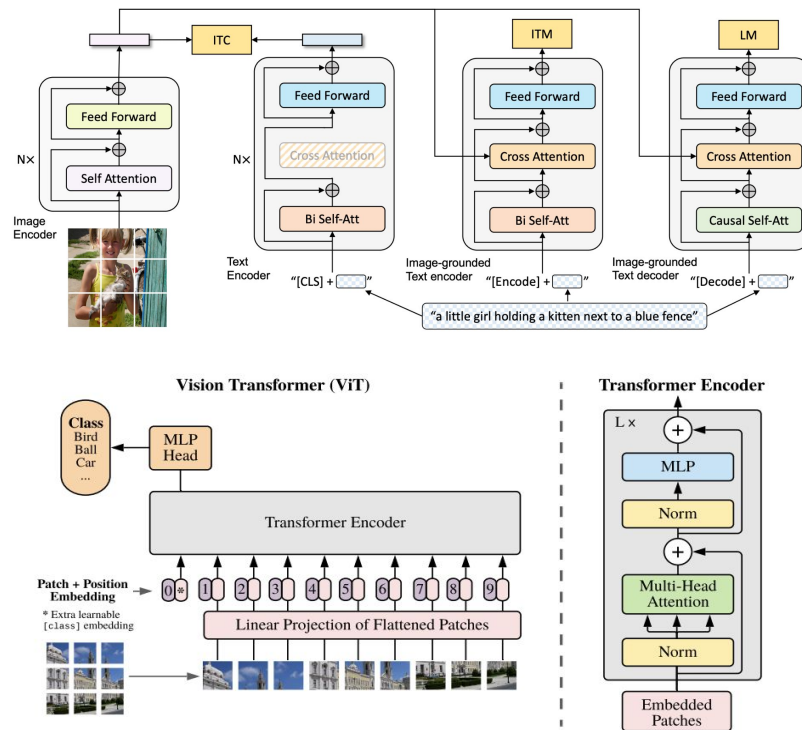 ITC
ITM
LM
Feed Forward
Self Attention
N×
Image
Encoder
Feed Forward
Cross Attention
Bi Self-Att
N×
Text
Encoder
"[CLS] + "
Feed Forward
Cross Attention
Bi Self-Att
Image-grounded
Text encoder
"[Encode] + "
Feed Forward
Cross Attention
Causal Self-Att
Image-grounded
Text decoder
"[Decode] + "
"a little girl holding a kitten next to a blue fence"
Vision Transformer (ViT)
Class
Bird
Ball
Car
...
MLP
Head
Transformer Encoder
Patch + Position
Embedding
* Extra learnable
[class] embedding
0 * 1 2 3 4 5 6 7 8 9
Linear Projection of Flattened Patches
Transformer Encoder
L ×
+
MLP
Norm
+
Multi-Head
Attention
Norm
Embedded
Patches